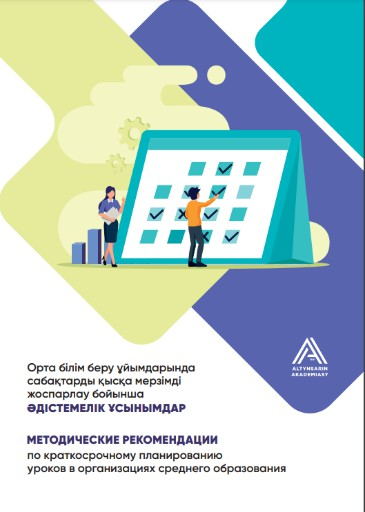 Орта білім беру ұйымдарында
сабақтарды қысқа мерзімді
жоспарлау бойынша
ӘДІСТЕМЕЛІК ҰСЫНЫМДАР
ALTYNSARIN
AKADEMIASY
МЕТОДИЧЕСКИЕ РЕКОМЕНДАЦИИ
по краткосрочному планированию
уроков в организациях среднего образования